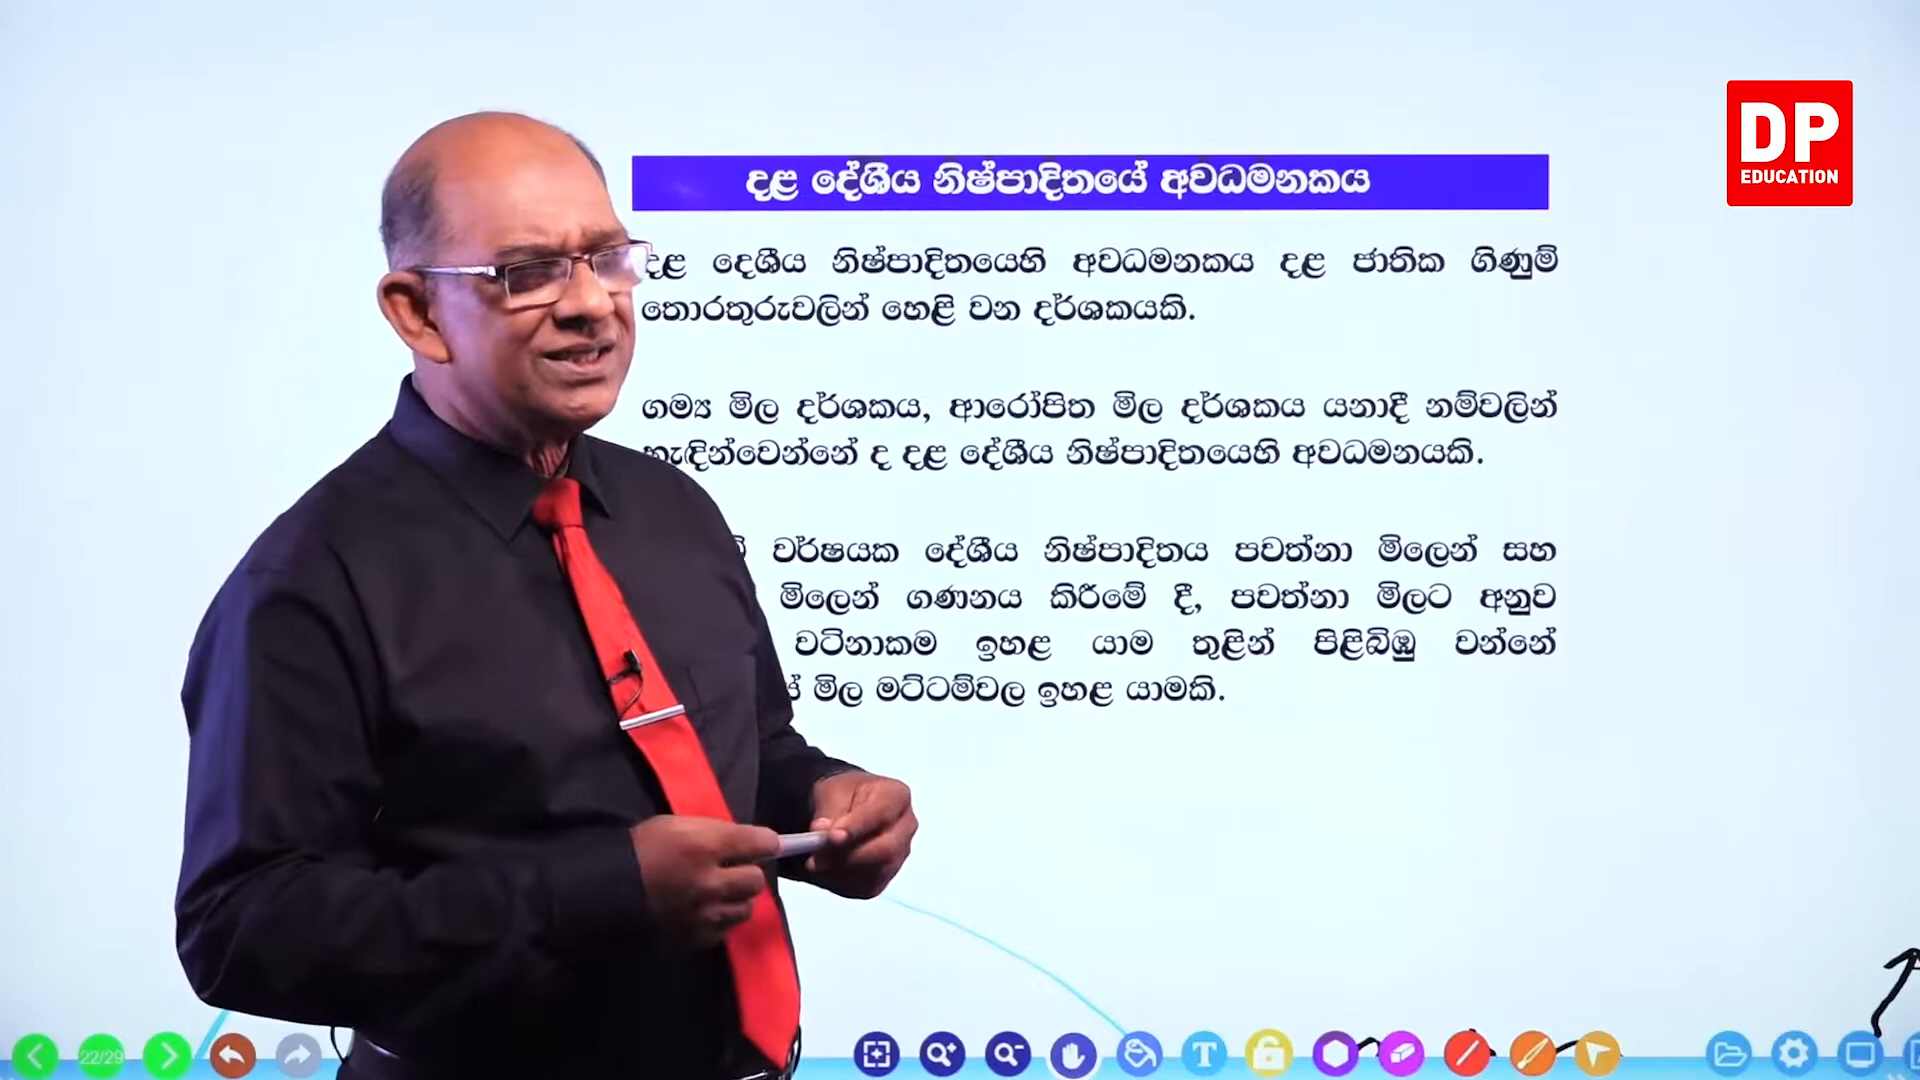 DP
EDUCATION
දළ දේශීය නිෂ්පාදිතයේ අවධමනකය
දළ දෙශීය නිෂ්පාදිතයෙහි අවධමනකය දළ ජාතික ගිණුම්
තොරතුරුවලින් හෙළි වන දර්ශකයකි.
ගම්‍ය මිල දර්ශකය, ආරෝපිත මිල දර්ශකය යනාදී නම්වලින්
හැඳින්වෙන්නේ ද දළ දේශීය නිෂ්පාදිතයෙහි අවධමනයකි.
වර්ෂයක දේශීය නිෂ්පාදිතය පවත්නා මිලෙන් සහ
මිලෙන් ගණනය කිරීමේ දී, පවත්නා මිලට අනුව
වටිනාකම ඉහළ යාම තුළින් පිළිබිඹු වන්නේ
මිල මට්ටම්වල ඉහළ යාමකි.
22/29
T